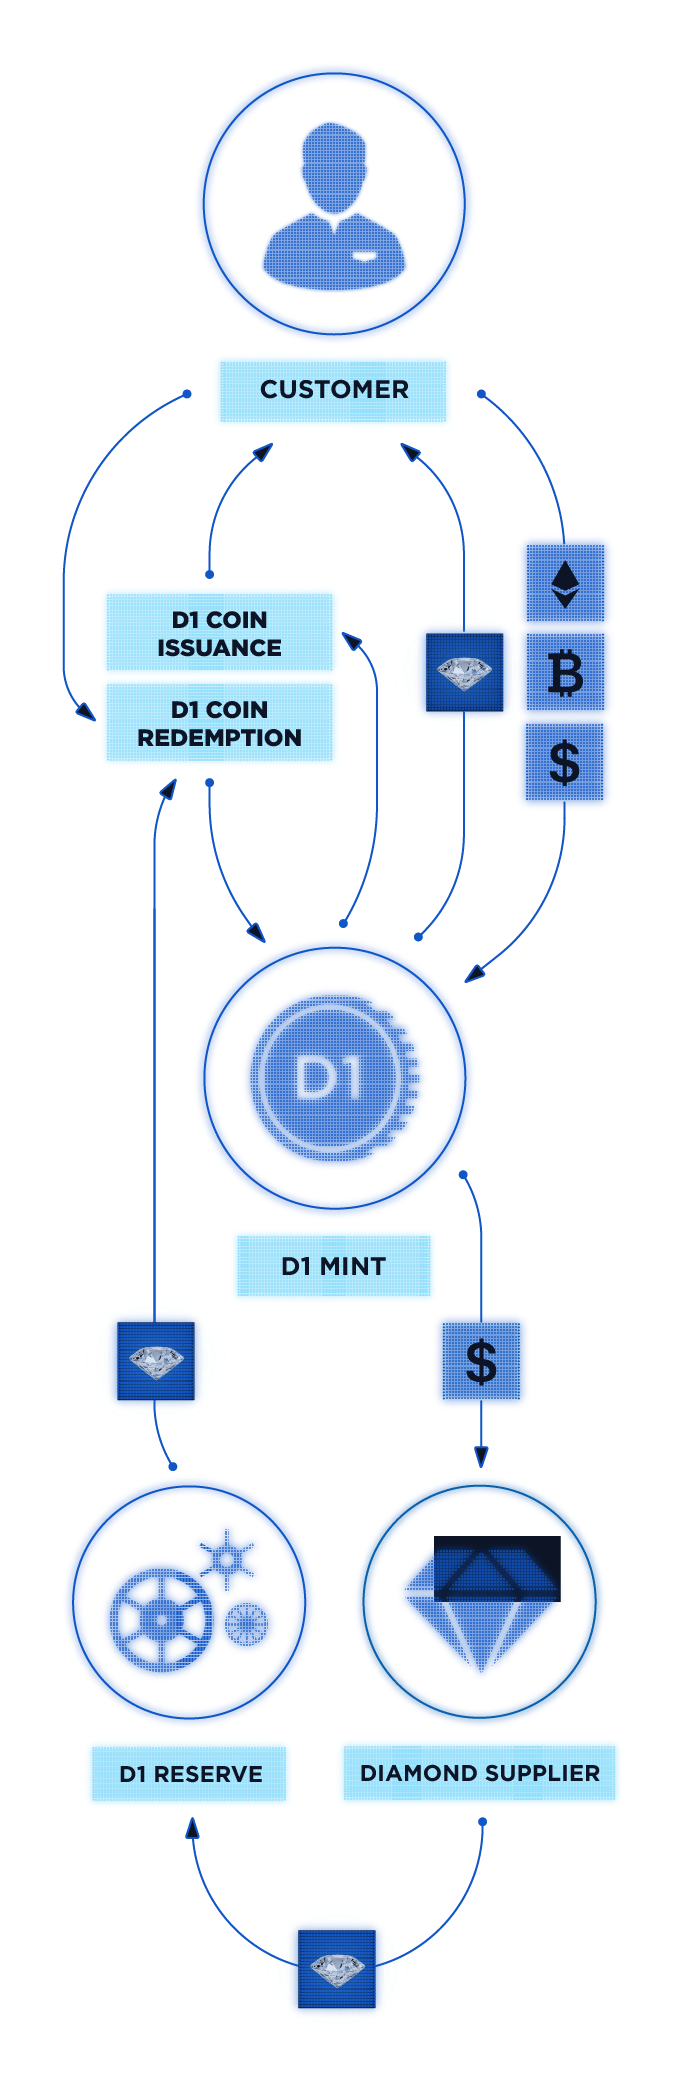 CUSTOMER
D1 COIN
ISSUANCE
D1 COIN
REDEMPTION
$
D1
D1 MINT
$
D1 RESERVE
DIAMOND SUPPLIER